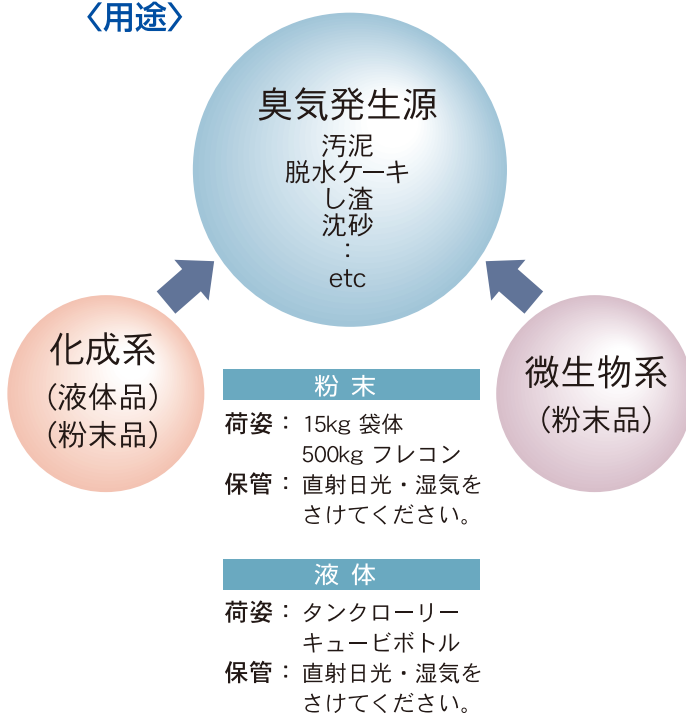 〈用途〉
臭気発生源
汚泥
脱水ケーキ
し渣
沈砂
：
etc
化成系
（液体品）
（粉末品）
微生物系
（粉末品）
粉末
荷姿：15kg 袋体
500kg フレコン
保管：直射日光・湿気を
さけてください。
液体
荷姿：タンクローリー
キュービボトル
保管：直射日光・湿気を
さけてください。